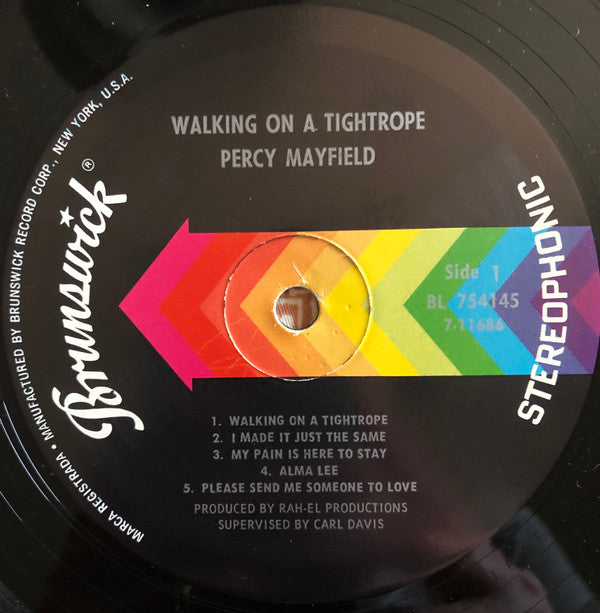 WALKING ON A TIGHTROPE
PERCY MAYFIELD
Brunswick®
MARCA REGISTRADA • MANUFACTURED BY BRUNSWICK RECORD CORP., NEW YORK, U.S.A.
Side 1
BL 754145
7-11686
STEREOPHONIC
1. WALKING ON A TIGHTROPE
2. I MADE IT JUST THE SAME
3. MY PAIN IS HERE TO STAY
4. ALMA LEE
5. PLEASE SEND ME SOMEONE TO LOVE
PRODUCED BY RAH-EL PRODUCTIONS
SUPERVISED BY CARL DAVIS